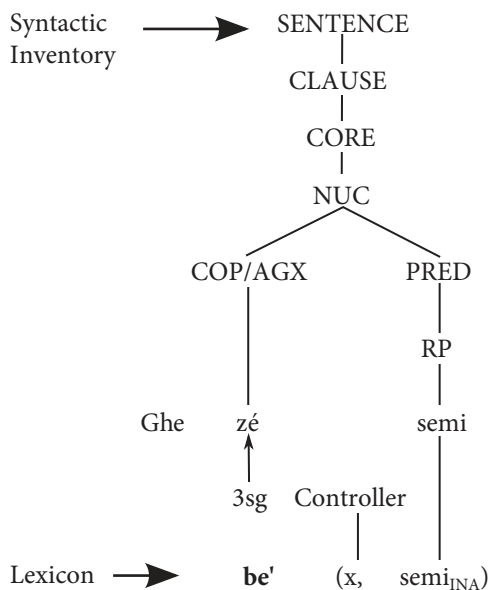 Syntactic SENTENCE
Inventory
CLAUSE
CORE
NUC
COP/AGX PRED
RP
Ghe zé semi
3sg Controller
Lexicon be' (x, semiINA)